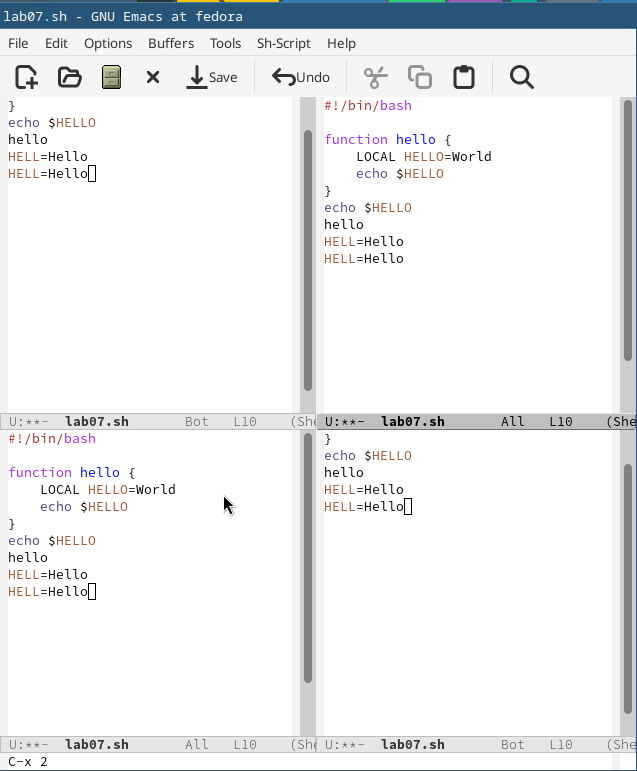 lab07.sh - GNU Emacs at fedora
File Edit Options Buffers Tools Sh-Script Help
Save Undo
}
echo $HELLO
hello
HELL=Hello
HELL=Hello
U:**- lab07.sh Bot L10 (She
#!/bin/bash
function hello {
LOCAL HELLO=World
echo $HELLO
}
echo $HELLO
hello
HELL=Hello
HELL=Hello
U:**- lab07.sh All L10 (She
#!/bin/bash
function hello {
LOCAL HELLO=World
echo $HELLO
}
echo $HELLO
hello
HELL=Hello
HELL=Hello
U:**- lab07.sh All L10 (She
}
echo $HELLO
hello
HELL=Hello
HELL=Hello
U:**- lab07.sh Bot L10 (She
C-x 2